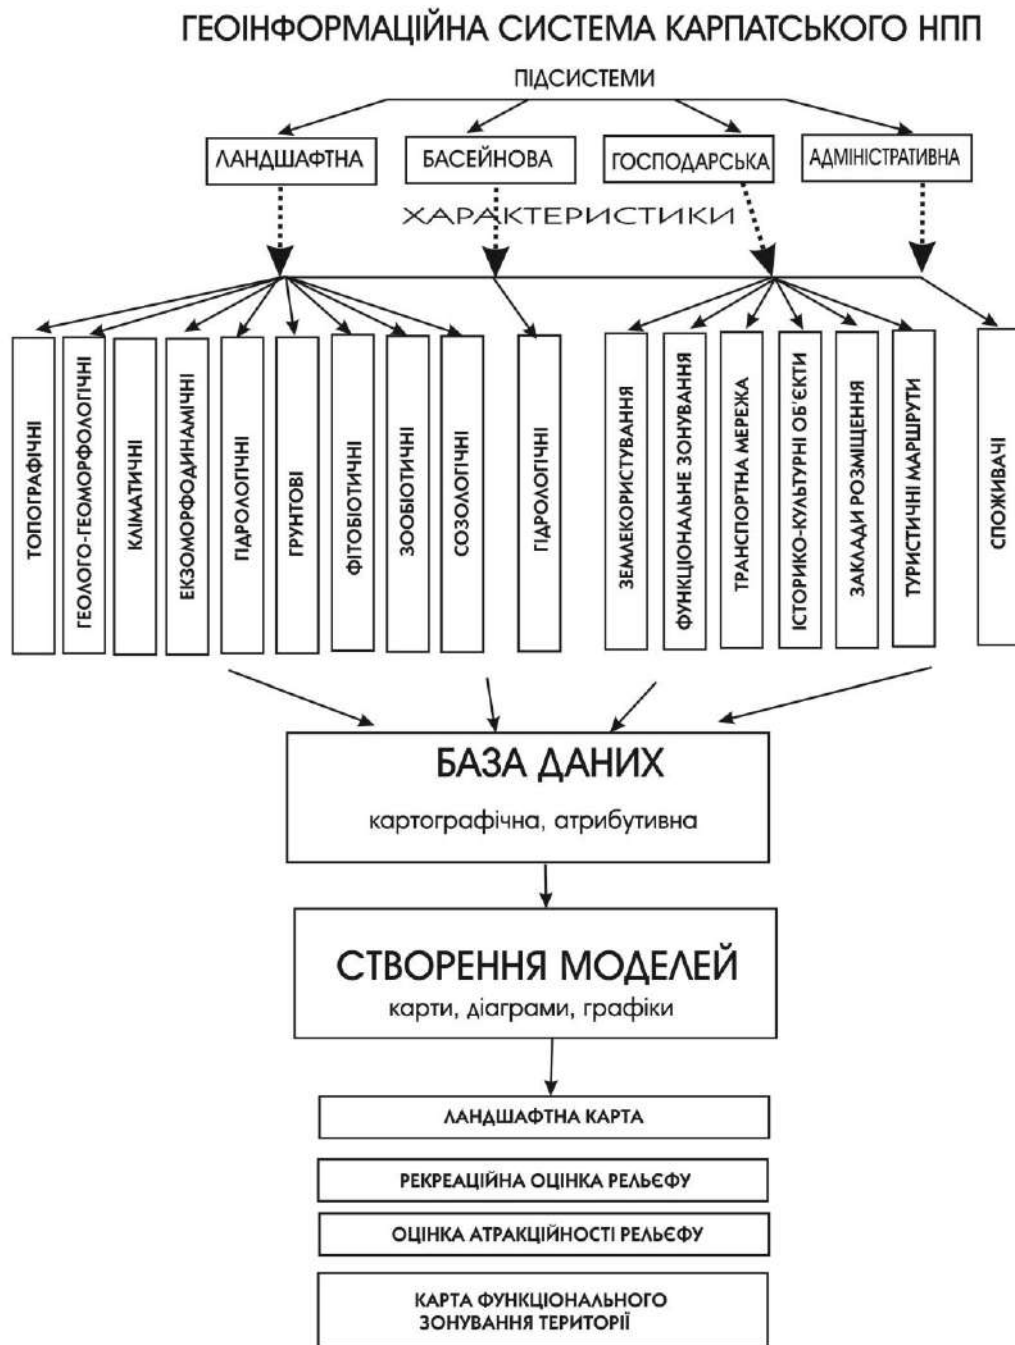 ГЕОІНФОРМАЦІЙНА СИСТЕМА КАРПАТСЬКОГО НПП
ПІДСИСТЕМИ
ЛАНДШАФТНА
БАСЕЙНОВА
ГОСПОДАРСЬКА
АДМІНІСТРАТИВНА
ХАРАКТЕРИСТИКИ
ТОПОГРАФІЧНІ
ГЕОЛОГО-ГЕОМОРФОЛОГІЧНІ
КЛІМАТИЧНІ
ЕКЗОМОРФОДИНАМІЧНІ
ГІДРОЛОГІЧНІ
ГРУНТОВІ
ФІТОБІОТИЧНІ
ЗООБІОТИЧНІ
СОЗОЛОГІЧНІ
ГІДРОЛОГІЧНІ
ЗЕМЛЕКОРИСТУВАННЯ
ФУНКЦІОНАЛЬНЕ ЗОНУВАННЯ
ТРАНСПОРТНА МЕРЕЖА
ІСТОРИКО-КУЛЬТУРНІ ОБ'ЄКТИ
ЗАКЛАДИ РОЗМІЩЕННЯ
ТУРИСТИЧНІ МАРШРУТИ
СПОЖИВАЧІ
БАЗА ДАНИХ
картографічна, атрибутивна
СТВОРЕННЯ МОДЕЛЕЙ
карти, діаграми, графіки
ЛАНДШАФТНА КАРТА
РЕКРЕАЦІЙНА ОЦІНКА РЕЛЬЄФУ
ОЦІНКА АТРАКЦІЙНОСТІ РЕЛЬЄФУ
КАРТА ФУНКЦІОНАЛЬНОГО
ЗОНУВАННЯ ТЕРИТОРІЇ